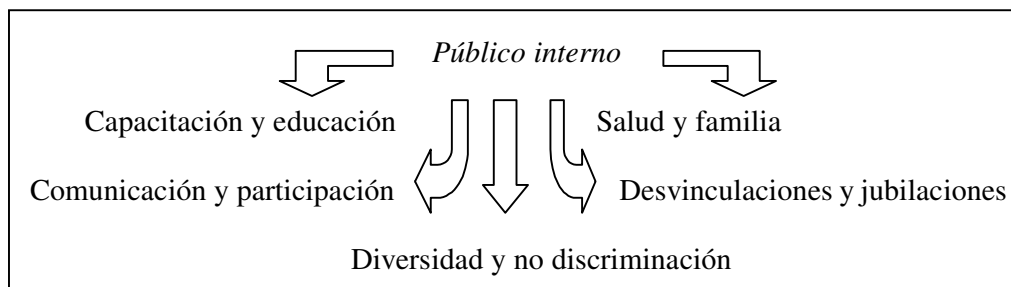 Público interno
Capacitación y educación
Salud y familia
Comunicación y participación
Desvinculaciones y jubilaciones
Diversidad y no discriminación